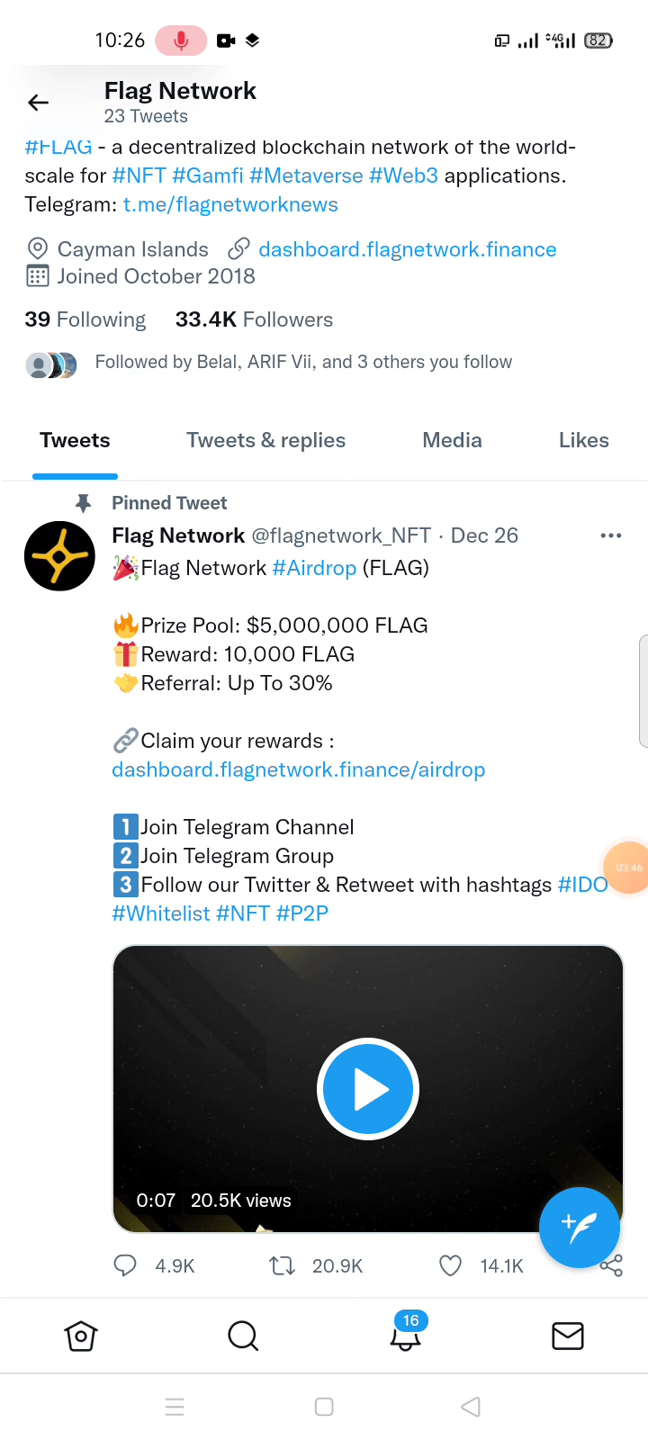 10:26
4G
82
Flag Network
23 Tweets
#FLAG - a decentralized blockchain network of the world-
scale for #NFT #Gamfi #Metaverse #Web3 applications.
Telegram: t.me/flagnetworknews
Cayman Islands dashboard.flagnetwork.finance
Joined October 2018
39 Following 33.4K Followers
Followed by Belal, ARIF Vii, and 3 others you follow
Tweets Tweets & replies Media Likes
Pinned Tweet
Flag Network @flagnetwork_NFT · Dec 26
🎉Flag Network #Airdrop (FLAG)
🔥Prize Pool: $5,000,000 FLAG
🎁Reward: 10,000 FLAG
🤝Referral: Up To 30%
🔗Claim your rewards :
dashboard.flagnetwork.finance/airdrop
1️⃣Join Telegram Channel
2️⃣Join Telegram Group
03:46
3️⃣Follow our Twitter & Retweet with hashtags #IDO
#Whitelist #NFT #P2P
0:07 20.5K views
4.9K 20.9K 14.1K
16